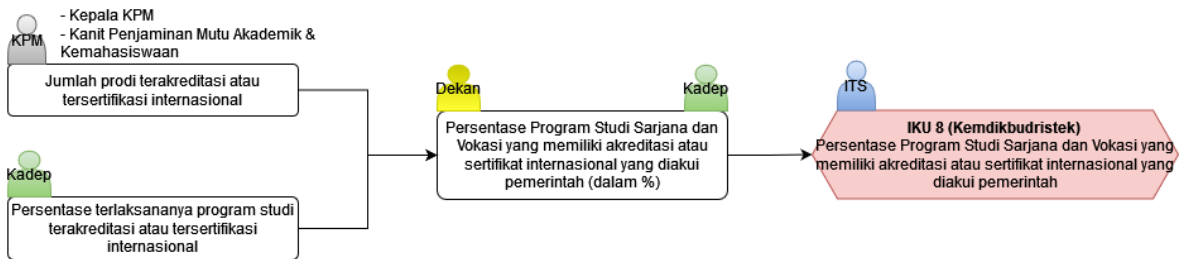 - Kepala KPM
- Kanit Penjaminan Mutu Akademik &
Kemahasiswaan
KPM
Jumlah prodi terakreditasi atau
tersertifikasi internasional
Kadep
Persentase terlaksananya program studi
terakreditasi atau tersertifikasi
internasional
Dekan
Kadep
Persentase Program Studi Sarjana dan
Vokasi yang memiliki akreditasi atau
sertifikat internasional yang diakui
pemerintah (dalam %)
ITS
IKU 8 (Kemdikbudristek)
Persentase Program Studi Sarjana dan Vokasi yang
memiliki akreditasi atau sertifikat internasional yang
diakui pemerintah